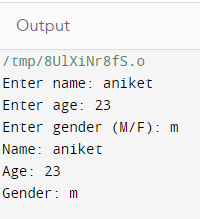 Output
/tmp/8UlXiNr8fS.o
Enter name: aniket
Enter age: 23
Enter gender (M/F): m
Name: aniket
Age: 23
Gender: m